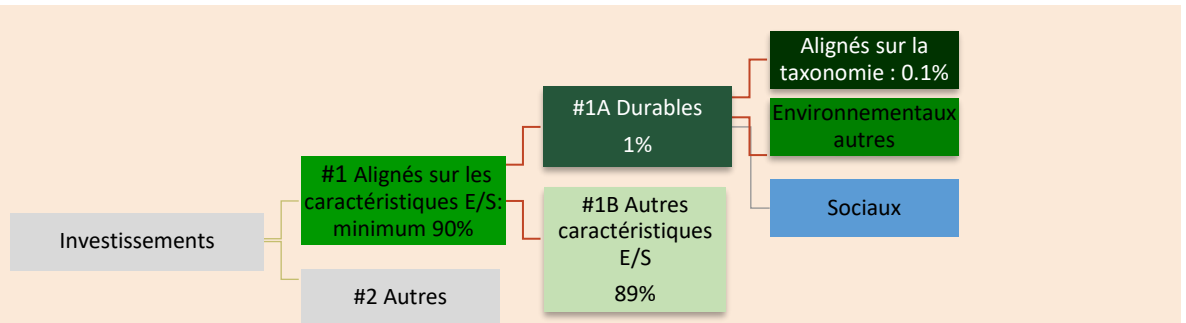 Investissements
#1 Alignés sur les
caractéristiques E/S:
minimum 90%
#2 Autres
#1A Durables
1%
#1B Autres
caractéristiques
E/S
89%
Alignés sur la
taxonomie : 0.1%
Environnementaux
autres
Sociaux